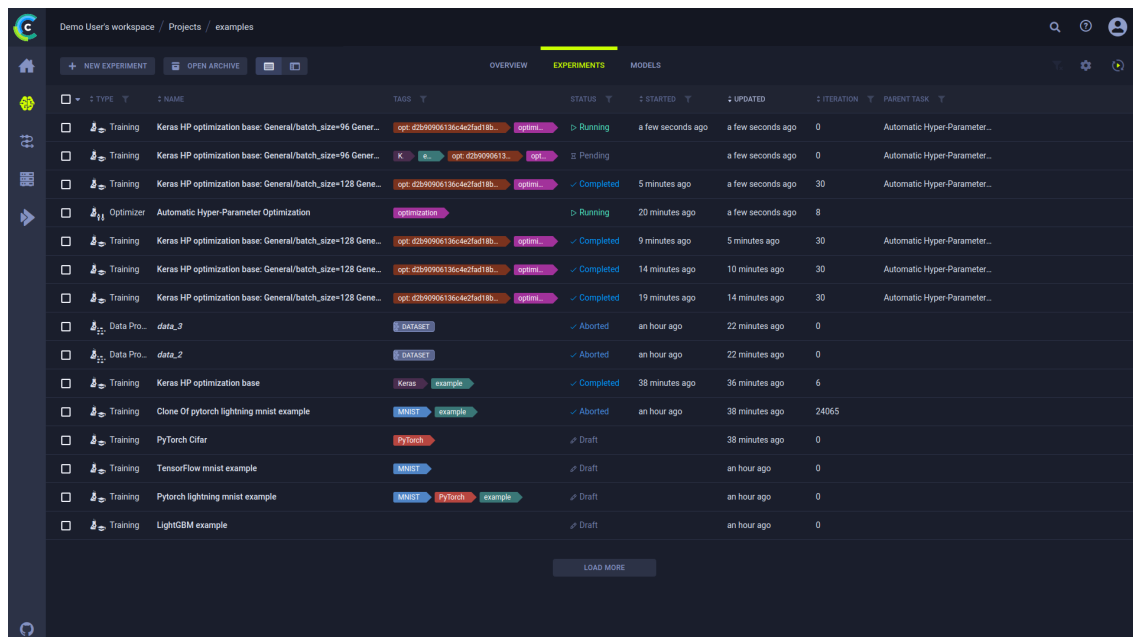 Demo User's workspace / Projects / examples
+ NEW EXPERIMENT OPEN ARCHIVE OVERVIEW EXPERIMENTS MODELS
TYPE NAME TAGS STATUS STARTED UPDATED ITERATION PARENT TASK
Training Keras HP optimization base: General/batch_size=96 Gener... opt: d2b90906136c4e2fad18b... optimi... Running a few seconds ago a few seconds ago 0 Automatic Hyper-Parameter...
Training Keras HP optimization base: General/batch_size=96 Gener... K e... opt: d2b9090613... opt... Pending a few seconds ago 0 Automatic Hyper-Parameter...
Training Keras HP optimization base: General/batch_size=128 Gene... opt: d2b90906136c4e2fad18b... optimi... Completed 5 minutes ago a few seconds ago 30 Automatic Hyper-Parameter...
Optimizer Automatic Hyper-Parameter Optimization optimization Running 20 minutes ago a few seconds ago 8
Training Keras HP optimization base: General/batch_size=128 Gene... opt: d2b90906136c4e2fad18b... optimi... Completed 9 minutes ago 5 minutes ago 30 Automatic Hyper-Parameter...
Training Keras HP optimization base: General/batch_size=128 Gene... opt: d2b90906136c4e2fad18b... optimi... Completed 14 minutes ago 10 minutes ago 30 Automatic Hyper-Parameter...
Training Keras HP optimization base: General/batch_size=128 Gene... opt: d2b90906136c4e2fad18b... optimi... Completed 19 minutes ago 14 minutes ago 30 Automatic Hyper-Parameter...
Data Pro... data_3 DATASET Aborted an hour ago 22 minutes ago 0
Data Pro... data_2 DATASET Aborted an hour ago 22 minutes ago 0
Training Keras HP optimization base Keras example Completed 38 minutes ago 36 minutes ago 6
Training Clone Of pytorch lightning mnist example MNIST example Aborted an hour ago 38 minutes ago 24065
Training PyTorch Cifar PyTorch Draft 38 minutes ago 0
Training TensorFlow mnist example MNIST Draft an hour ago 0
Training Pytorch lightning mnist example MNIST PyTorch example Draft an hour ago 0
Training LightGBM example Draft an hour ago 0
LOAD MORE